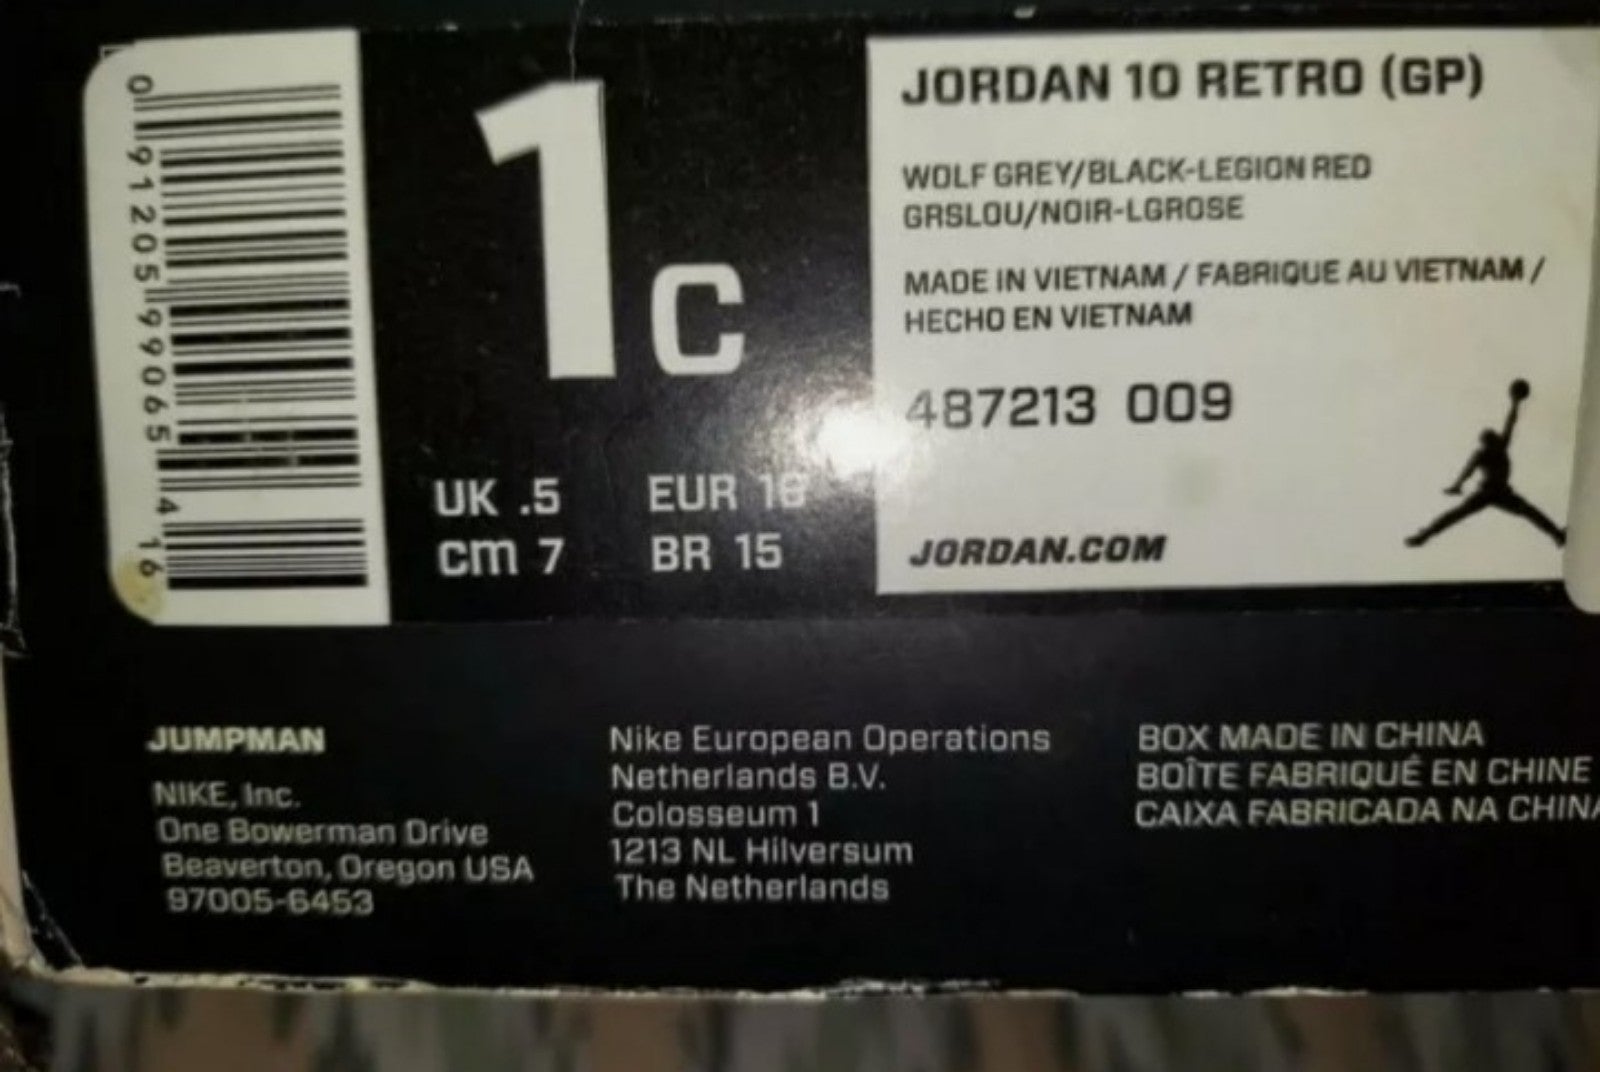 0 91205 99065 4 16
1C
UK .5 EUR 16
cm 7 BR 15
JORDAN 10 RETRO (GP)
WOLF GREY/BLACK-LEGION RED
GRSLOU/NOIR-LGROSE
MADE IN VIETNAM / FABRIQUE AU VIETNAM /
HECHO EN VIETNAM
487213 009
JORDAN.COM
JUMPMAN
NIKE, Inc.
One Bowerman Drive
Beaverton, Oregon USA
97005-6453
Nike European Operations
Netherlands B.V.
Colosseum 1
1213 NL Hilversum
The Netherlands
BOX MADE IN CHINA
BOÎTE FABRIQUÉ EN CHINE
CAIXA FABRICADA NA CHINA